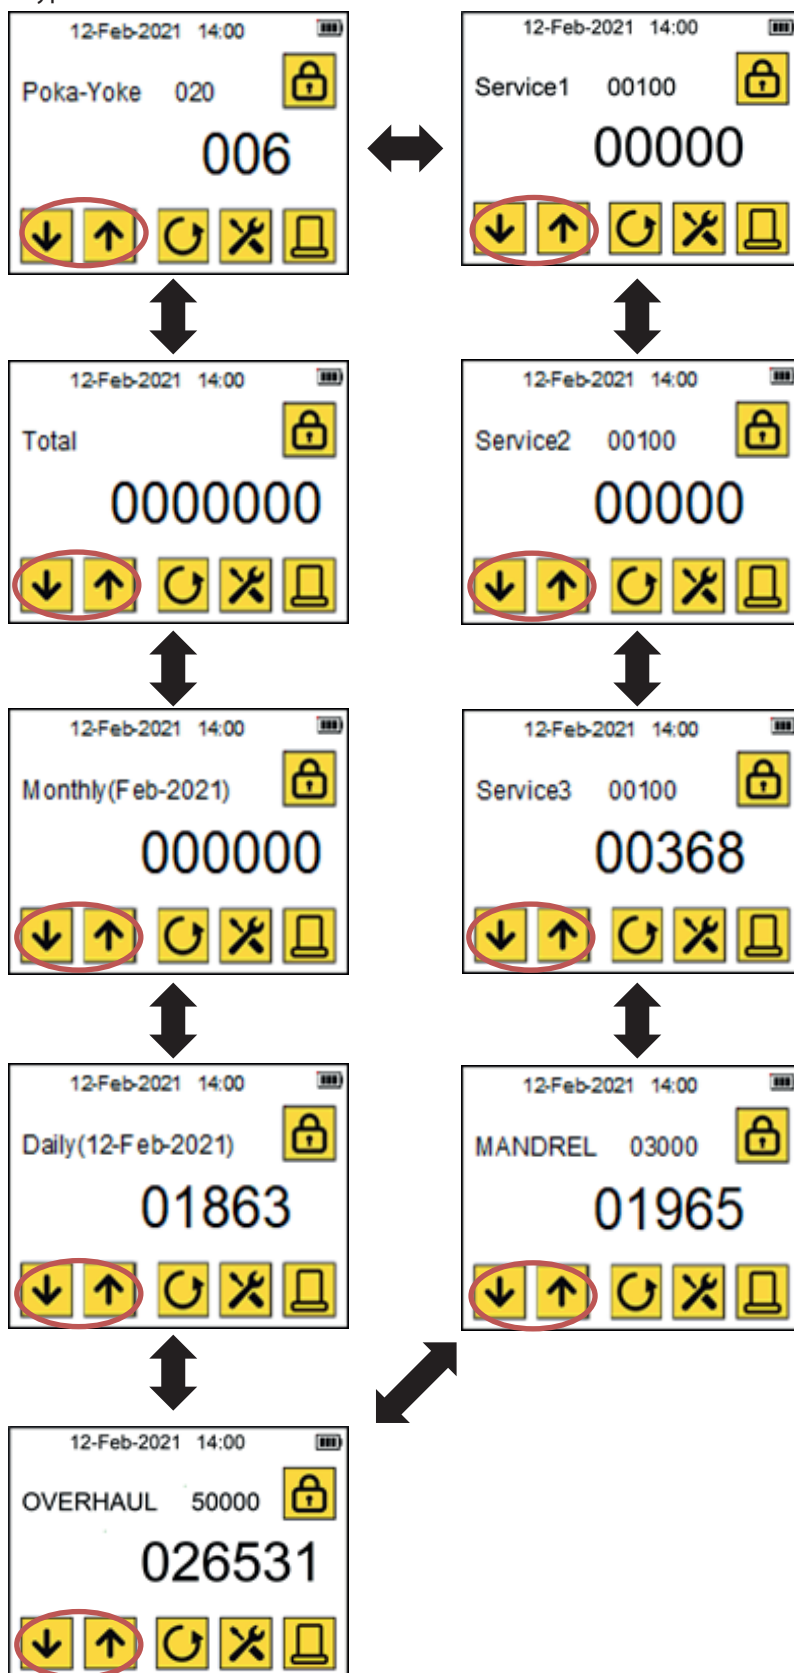 12-Feb-2021 14:00
Poka-Yoke 020
006
12-Feb-2021 14:00
Service1 00100
00000
12-Feb-2021 14:00
Total
0000000
12-Feb-2021 14:00
Service2 00100
00000
12-Feb-2021 14:00
Monthly(Feb-2021)
000000
12-Feb-2021 14:00
Service3 00100
00368
12-Feb-2021 14:00
Daily(12-Feb-2021)
01863
12-Feb-2021 14:00
MANDREL 03000
01965
12-Feb-2021 14:00
OVERHAUL 50000
026531